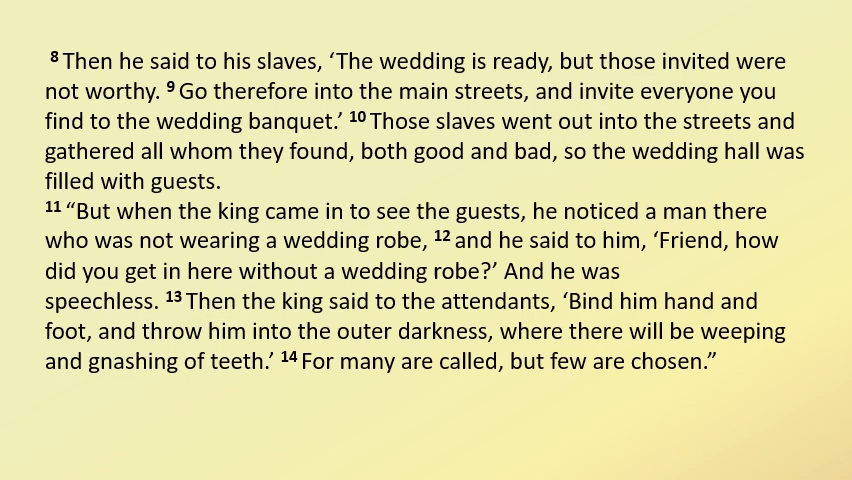 8 Then he said to his slaves, ‘The wedding is ready, but those invited were
not worthy. 9 Go therefore into the main streets, and invite everyone you
find to the wedding banquet.’ 10 Those slaves went out into the streets and
gathered all whom they found, both good and bad, so the wedding hall was
filled with guests.
11 “But when the king came in to see the guests, he noticed a man there
who was not wearing a wedding robe, 12 and he said to him, ‘Friend, how
did you get in here without a wedding robe?’ And he was
speechless. 13 Then the king said to the attendants, ‘Bind him hand and
foot, and throw him into the outer darkness, where there will be weeping
and gnashing of teeth.’ 14 For many are called, but few are chosen.”